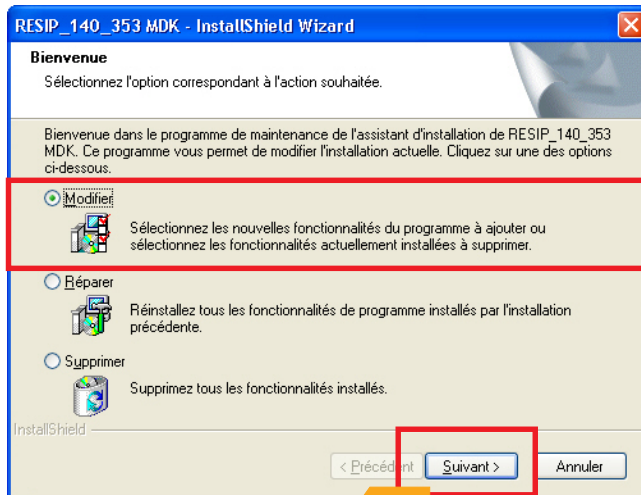 RESIP_140_353 MDK - InstallShield Wizard
Bienvenue
Sélectionnez l'option correspondant à l'action souhaitée.
Bienvenue dans le programme de maintenance de l'assistant d'installation de RESIP_140_353
MDK. Ce programme vous permet de modifier l'installation actuelle. Cliquez sur une des options
ci-dessous.
Modifier
Sélectionnez les nouvelles fonctionnalités du programme à ajouter ou
sélectionnez les fonctionnalités actuellement installées à supprimer.
Réparer
Réinstallez tous les fonctionnalités de programme installés par l'installation
précédente.
Supprimer
Supprimez tous les fonctionnalités installés.
InstallShield
< Précédent Suivant > Annuler